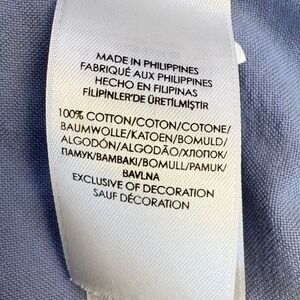 MADE IN PHILIPPINES
FABRIQUÉ AUX PHILIPPINES
HECHO EN FILIPINAS
FİLİPİNLER'DE ÜRETİLMİŞTİR
100% COTTON/COTON/COTONE/
BAUMWOLLE/KATOEN/BOMULD/
ALGODÓN/ALGODÃO/ХЛОПОК/
ПАМУК/ΒΑΜΒΑΚΙ/BOMULL/PAMUK/
BAVLNA
EXCLUSIVE OF DECORATION
SAUF DÉCORATION